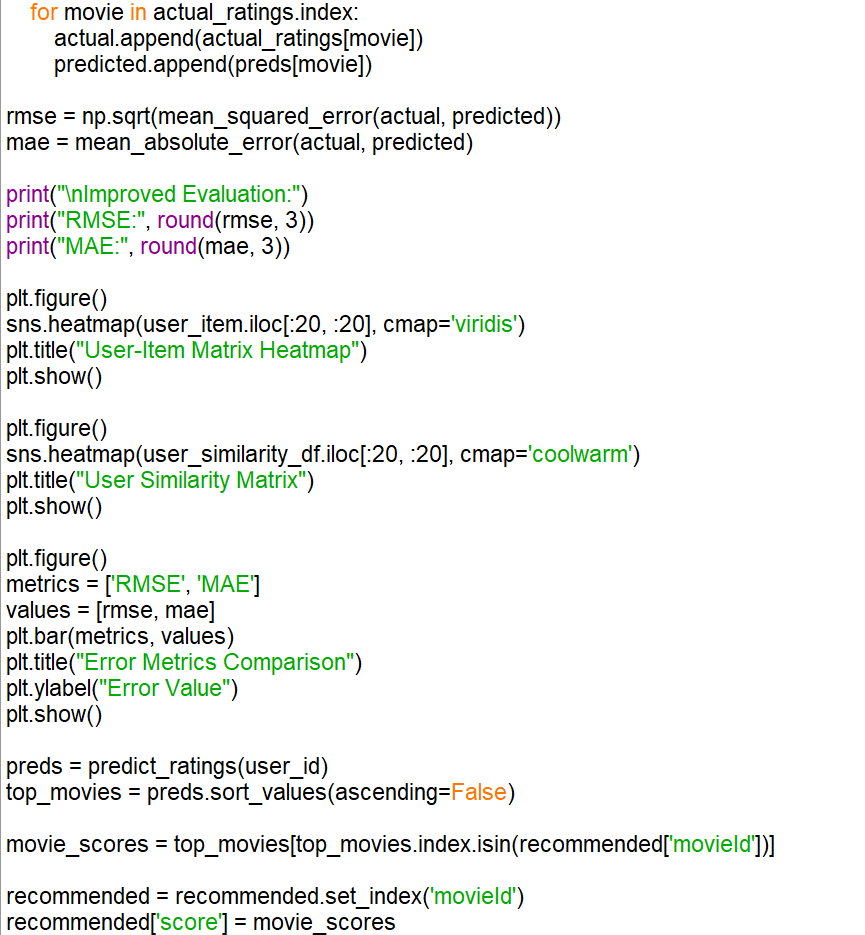 for movie in actual_ratings.index:
actual.append(actual_ratings[movie])
predicted.append(preds[movie])
rmse = np.sqrt(mean_squared_error(actual, predicted))
mae = mean_absolute_error(actual, predicted)
print("\nImproved Evaluation:")
print("RMSE:", round(rmse, 3))
print("MAE:", round(mae, 3))
plt.figure()
sns.heatmap(user_item.iloc[:20, :20], cmap='viridis')
plt.title("User-Item Matrix Heatmap")
plt.show()
plt.figure()
sns.heatmap(user_similarity_df.iloc[:20, :20], cmap='coolwarm')
plt.title("User Similarity Matrix")
plt.show()
plt.figure()
metrics = ['RMSE', 'MAE']
values = [rmse, mae]
plt.bar(metrics, values)
plt.title("Error Metrics Comparison")
plt.ylabel("Error Value")
plt.show()
preds = predict_ratings(user_id)
top_movies = preds.sort_values(ascending=False)
movie_scores = top_movies[top_movies.index.isin(recommended['movieId'])]
recommended = recommended.set_index('movieId')
recommended['score'] = movie_scores